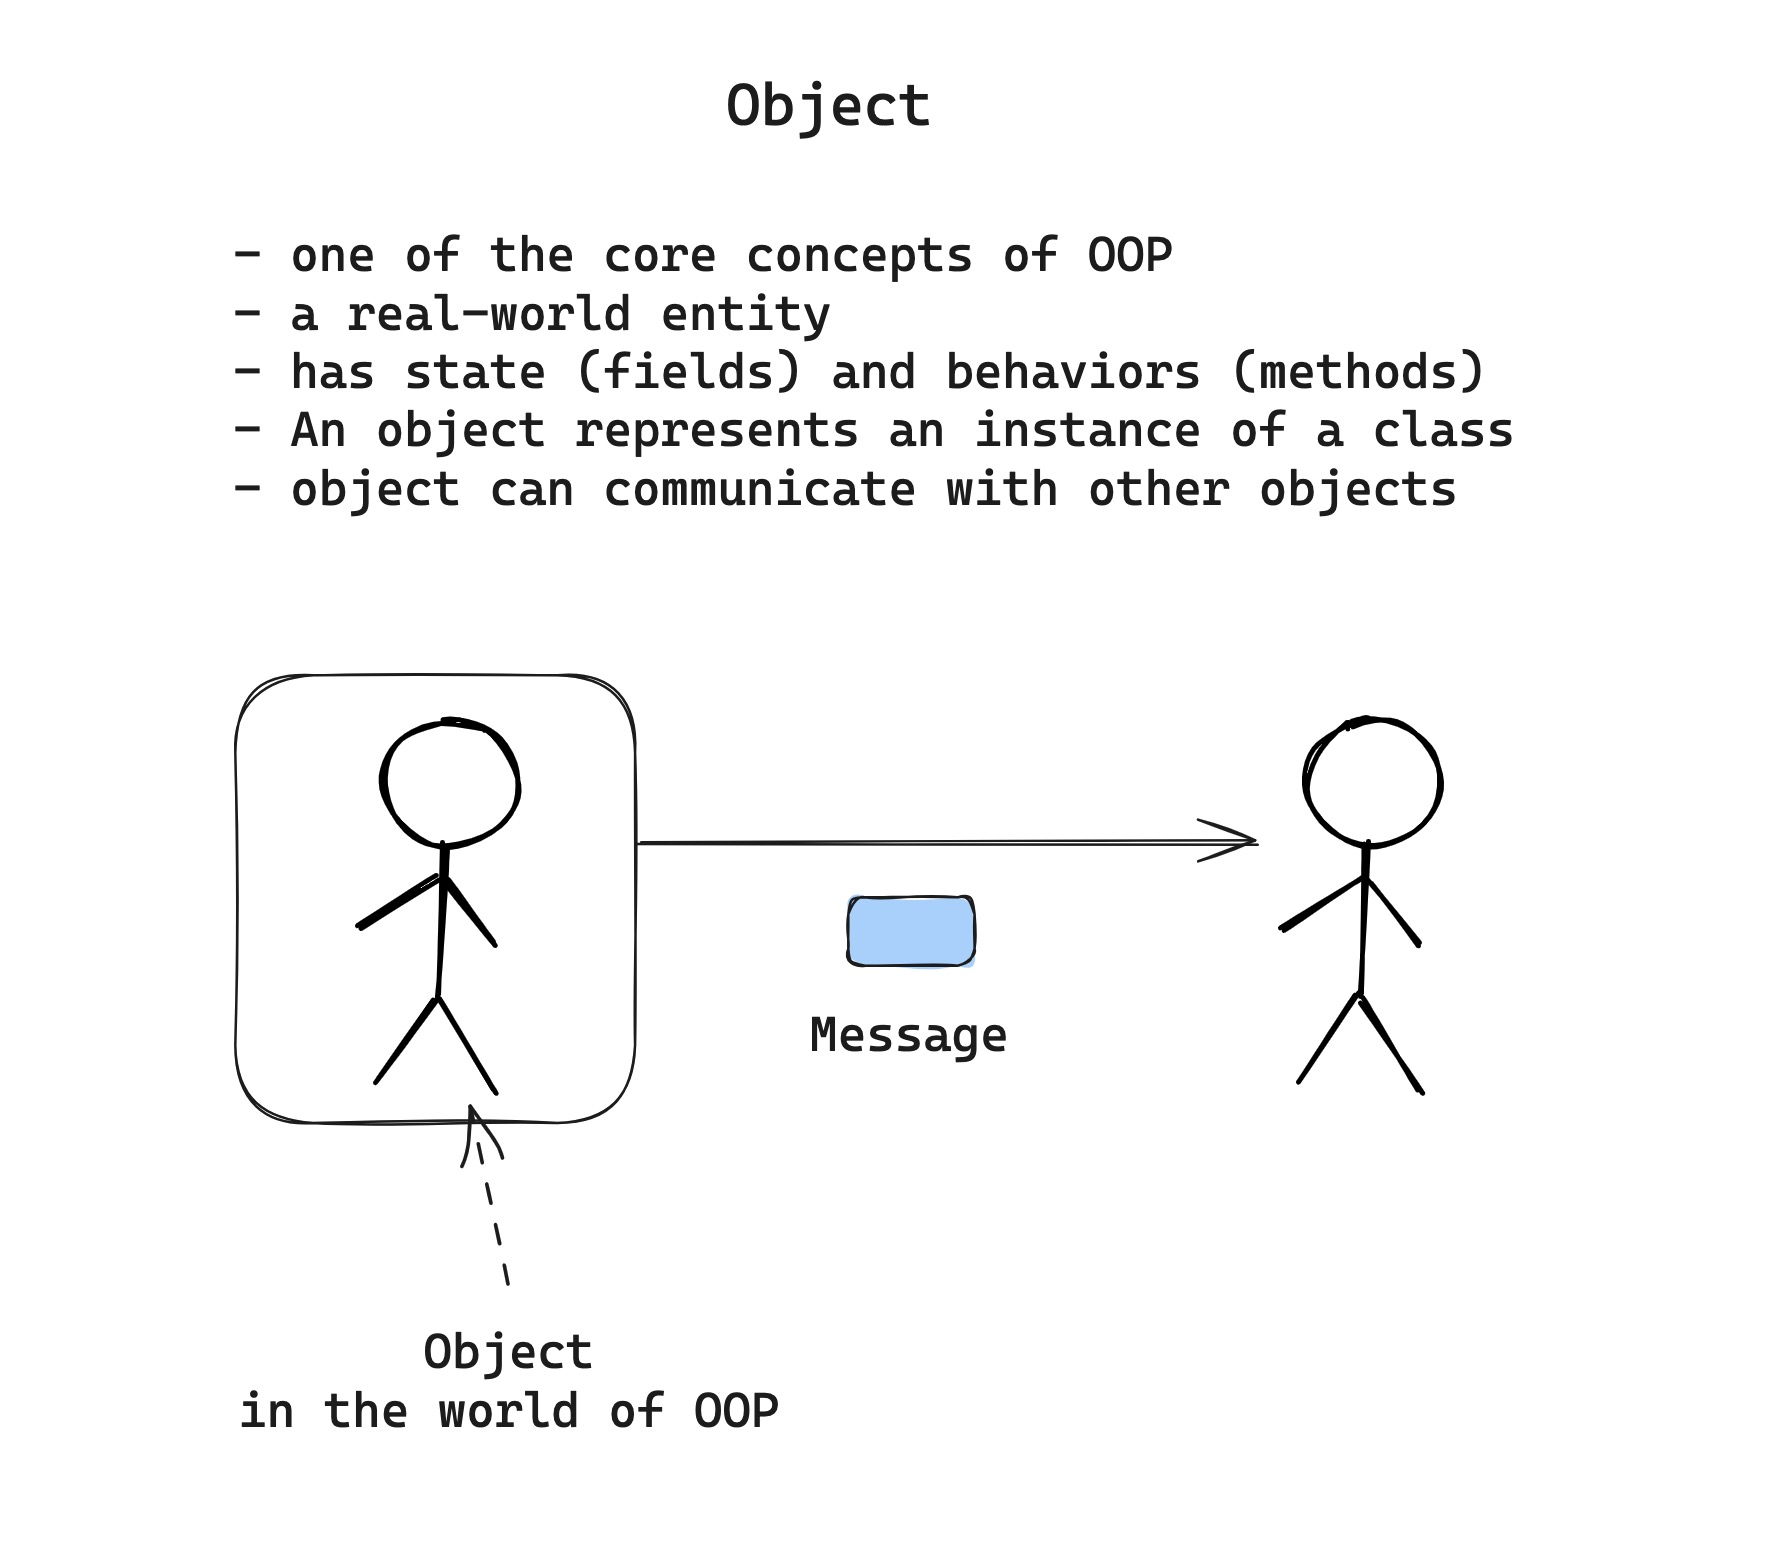 Object
- one of the core concepts of OOP
- a real-world entity
- has state (fields) and behaviors (methods)
- An object represents an instance of a class
- object can communicate with other objects
Message
Object
in the world of OOP